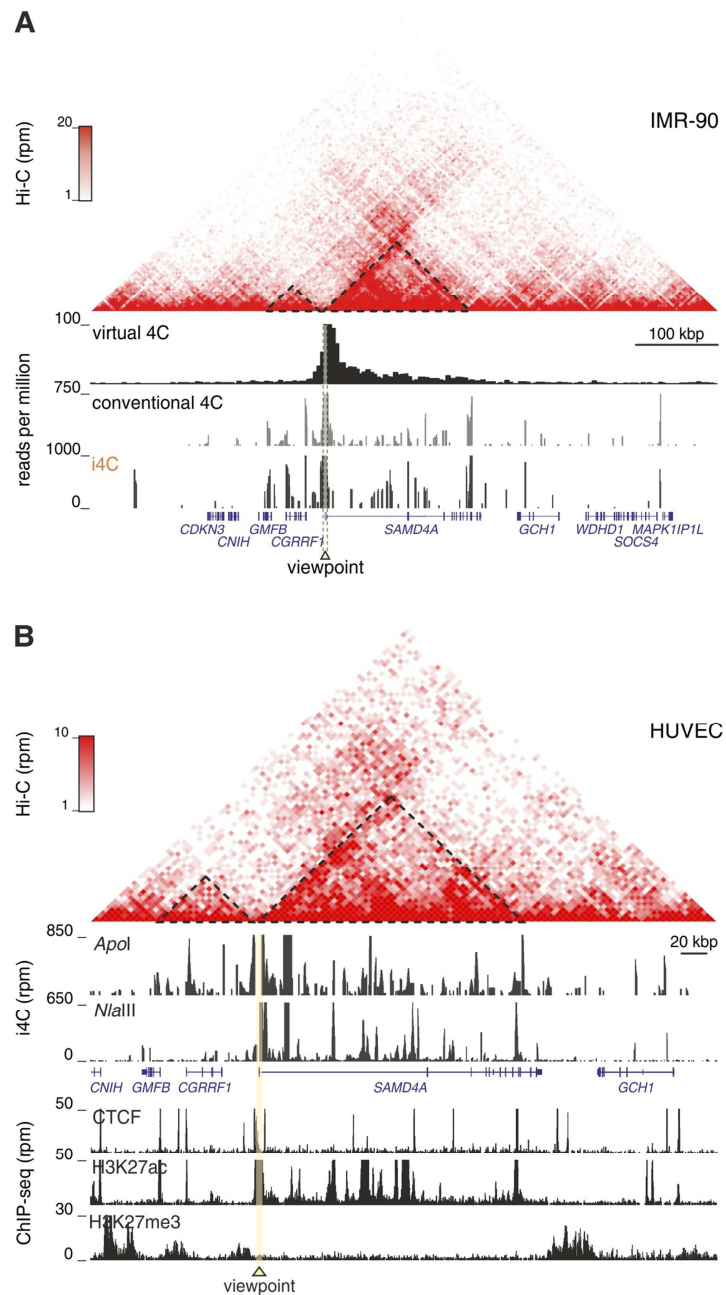 A
IMR-90
Hi-C (rpm)
20
1
100
virtual 4C
100 kbp
750
conventional 4C
reads per million
1000
i4C
0
CDKN3
CNIH
GMFB
CGRRF1
SAMD4A
GCH1
WDHD1
SOCS4
MAPK1IP1L
viewpoint
B
HUVEC
Hi-C (rpm)
10
1
850
ApoI
20 kbp
i4C
650
NlaIII
0
CNIH GMFB CGRRF1 SAMD4A GCH1
ChIP-seq (rpm)
50
CTCF
50
H3K27ac
30
H3K27me3
0
viewpoint